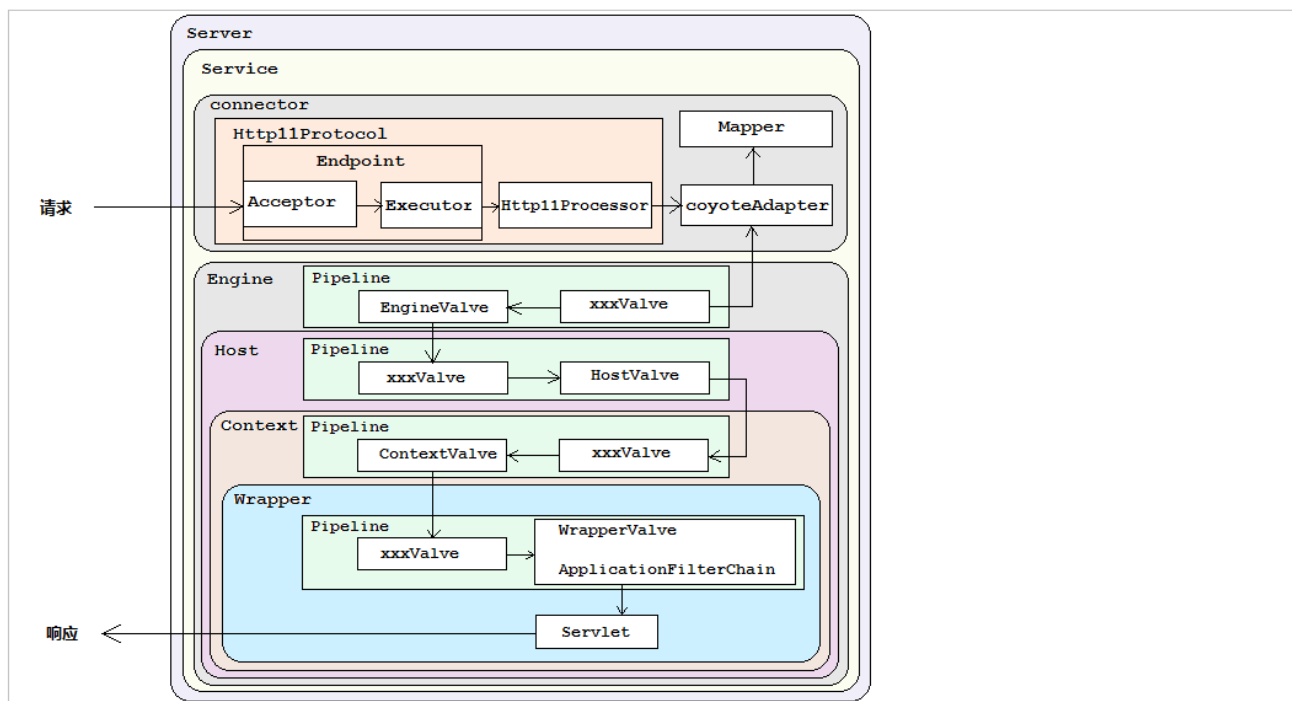 Server
Service
connector
Http11Protocol
Mapper
Endpoint
请求
Acceptor
Executor
Http11Processor
coyoteAdapter
Engine
Pipeline
EngineValve
xxxValve
Host
Pipeline
xxxValve
HostValve
Context
Pipeline
ContextValve
xxxValve
Wrapper
Pipeline
xxxValve
WrapperValve
ApplicationFilterChain
响应
Servlet